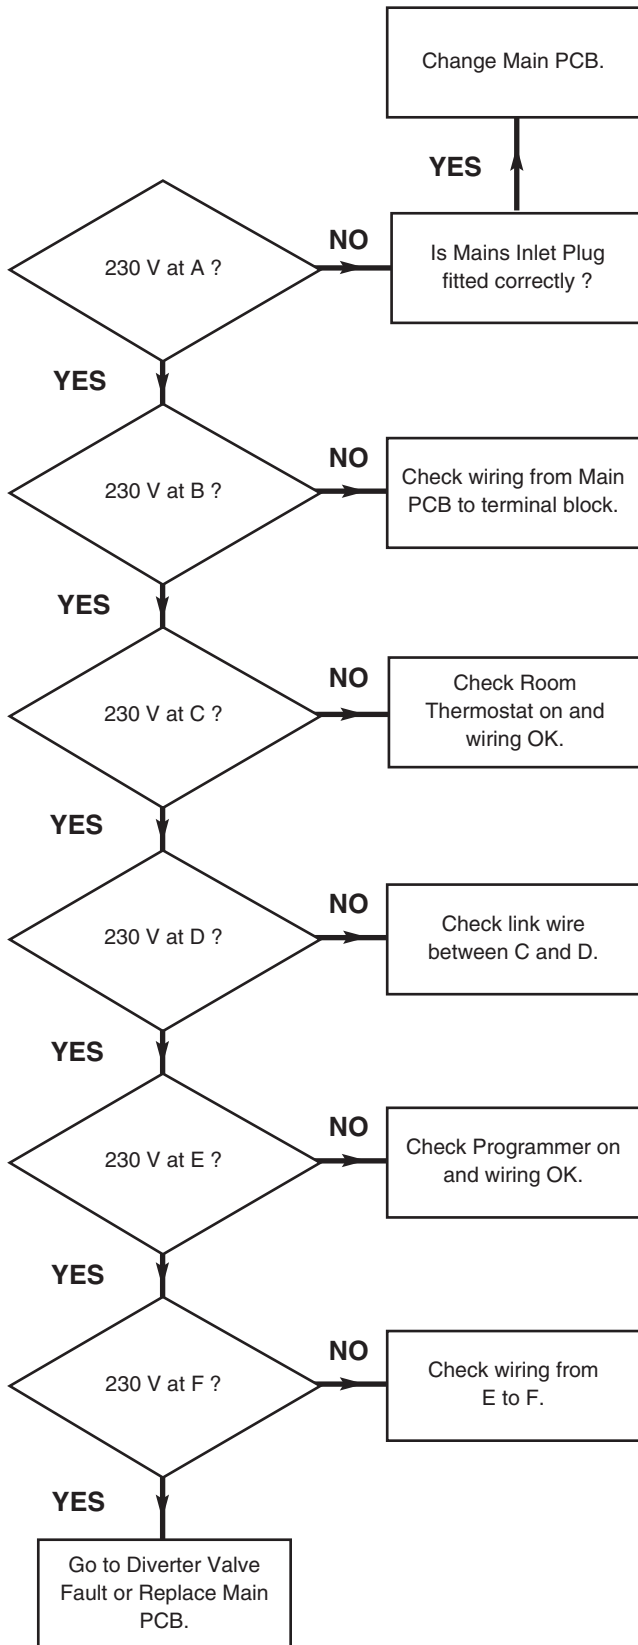 Change Main PCB.
YES
230 V at A ?
NO
Is Mains Inlet Plug
fitted correctly ?
YES
230 V at B ?
NO
Check wiring from Main
PCB to terminal block.
YES
230 V at C ?
NO
Check Room
Thermostat on and
wiring OK.
YES
230 V at D ?
NO
Check link wire
between C and D.
YES
230 V at E ?
NO
Check Programmer on
and wiring OK.
YES
230 V at F ?
NO
Check wiring from
E to F.
YES
Go to Diverter Valve
Fault or Replace Main
PCB.